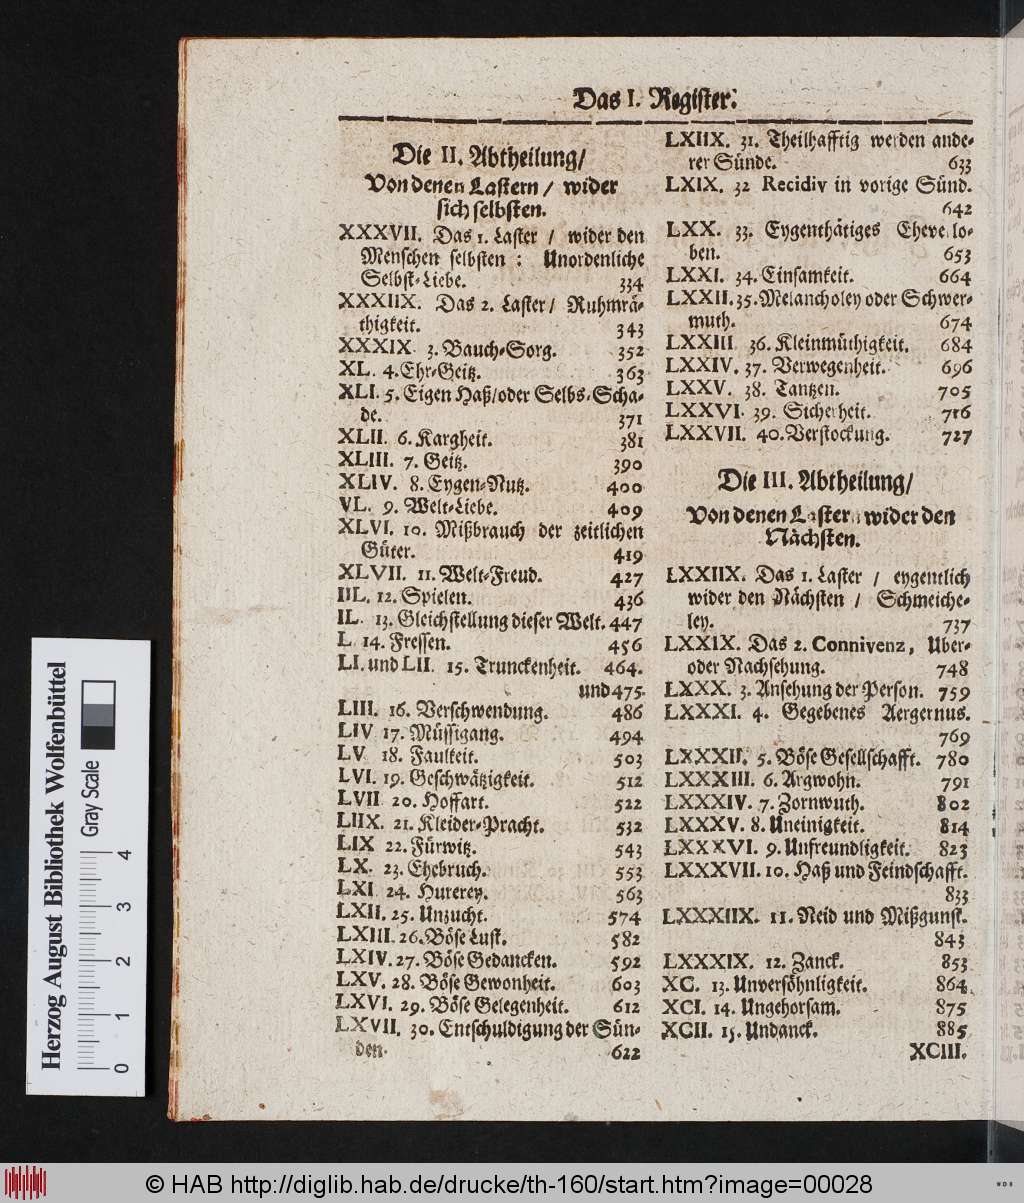 Das I. Register.
Die II. Abtheilung/
Von denen Lastern / wider
sich selbsten.
XXXVII. Das 1. Laster / wider den
Menschen selbsten : Unordenliche
Selbst-Liebe. 334
XXXIIX. Das 2. Laster / Ruhmrä-
thigkeit. 343
XXXIX. 3. Bauch-Sorg. 352
XL. 4. Ehr-Geitz. 363
XLI. 5. Eigen Haß/oder Selbs-Scha-
de. 371
XLII. 6. Kargheit. 381
XLIII. 7. Geitz. 390
XLIV. 8. Eygen-Nutz. 400
VL. 9. Welt-Liebe. 409
XLVI. 10. Mißbrauch der zeitlichen
Güter. 419
XLVII. 11. Welt-Freud. 427
IIL. 12. Spielen. 436
IL. 13. Gleichstellung dieser Welt. 447
L. 14. Fressen. 456
LI. und LII. 15. Trunckenheit. 464.
und 475.
LIII. 16. Verschwendung. 486
LIV 17. Müssigang. 494
LV 18. Faulkeit. 503
LVI. 19. Geschwätzigkeit. 512
LVII 20. Hoffart. 522
LIIX. 21. Kleider-Pracht. 532
LIX 22. Fürwitz. 543
LX. 23. Ehebruch. 553
LXI. 24. Hurerey. 563
LXII. 25. Unzucht. 574
LXIII. 26. Böse Lust. 582
LXIV. 27. Böse Gedancken. 592
LXV. 28. Böse Gewonheit. 603
LXVI. 29. Böse Gelegenheit. 612
LXVII. 30. Entschuldigung der Sün-
den. 622
LXIIX. 31. Theilhafftig werden ande-
rer Sünde. 633
LXIX. 32 Recidiv in vorige Sünd.
642
LXX. 33. Eygenthätiges Eheverlo-
ben. 653
LXXI. 34. Einsamkeit. 664
LXXII. 35. Melancholey oder Schwer-
muth. 674
LXXIII 36. Kleinmüthigkeit. 684
LXXIV. 37. Verwegenheit. 696
LXXV. 38. Tantzen. 705
LXXVI. 39. Sicherheit. 716
LXXVII. 40. Verstockung. 727
Die III. Abtheilung/
Von denen Lastern wider den
Nächsten.
LXXIIX. Das 1. Laster / eygentlich
wider den Nächsten / Schmeiche-
ley. 737
LXXIX. Das 2. Connivenz, Uber-
oder Nachsehung. 748
LXXX. 3. Ansehung der Person. 759
LXXXI. 4. Gegebenes Aergernus.
769
LXXXII. 5. Böse Gesellschafft. 780
LXXXIII. 6. Argwohn. 791
LXXXIV. 7. Zornwuth. 802
LXXXV. 8. Uneinigkeit. 814
LXXXVI. 9. Unfreundligkeit. 823
LXXXVII. 10. Haß und Feindschafft.
833
LXXXIIX. 11. Neid und Mißgunst.
843
LXXXIX. 12. Zanck. 853
XC. 13. Unversöhnligkeit. 864
XCI. 14. Ungehorsam. 875
XCII. 15. Undanck. 885
XCIII.
Herzog August Bibliothek Wolfenbüttel
Gray Scale
0 1 2 3 4
© HAB http://diglib.hab.de/drucke/th-160/start.htm?image=00028